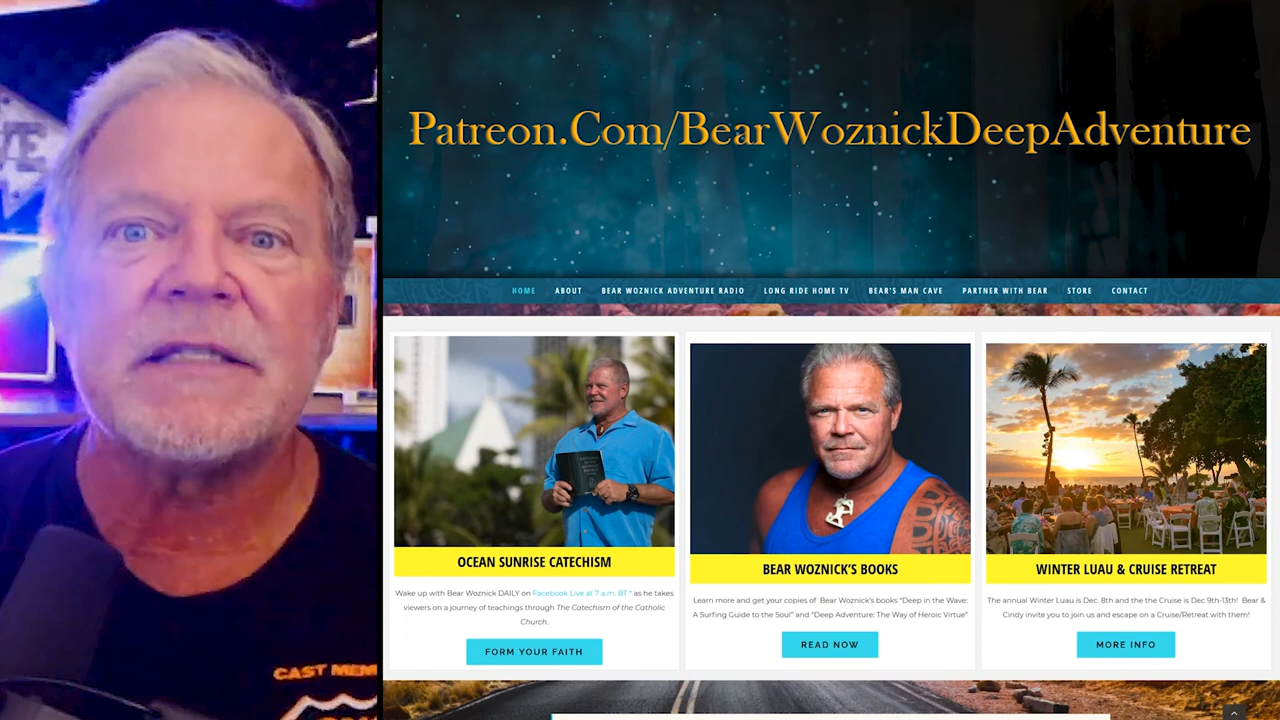 Patreon.Com/BearWoznickDeepAdventure
HOME ABOUT BEAR WOZNICK ADVENTURE RADIO LONG RIDE HOME TV BEAR'S MAN CAVE PARTNER WITH BEAR STORE CONTACT
OCEAN SUNRISE CATECHISM
Wake up with Bear Woznick DAILY on Facebook Live at '7 a.m. BT " as he takes
viewers on a journey of teachings through The Catechism of the Catholic
Church.
FORM YOUR FAITH
BEAR WOZNICK'S BOOKS
Learn more and get your copies of Bear Woznick's books "Deep in the Wave:
A Surfing Guide to the Soul" and "Deep Adventure: The Way of Heroic Virtue"
READ NOW
WINTER LUAU & CRUISE RETREAT
The annual Winter Luau is Dec. 8th and the the Cruise is Dec 9th-13th! Bear &
Cindy invite you to join us and escape on a Cruise/Retreat with them!
MORE INFO
CAST MEM